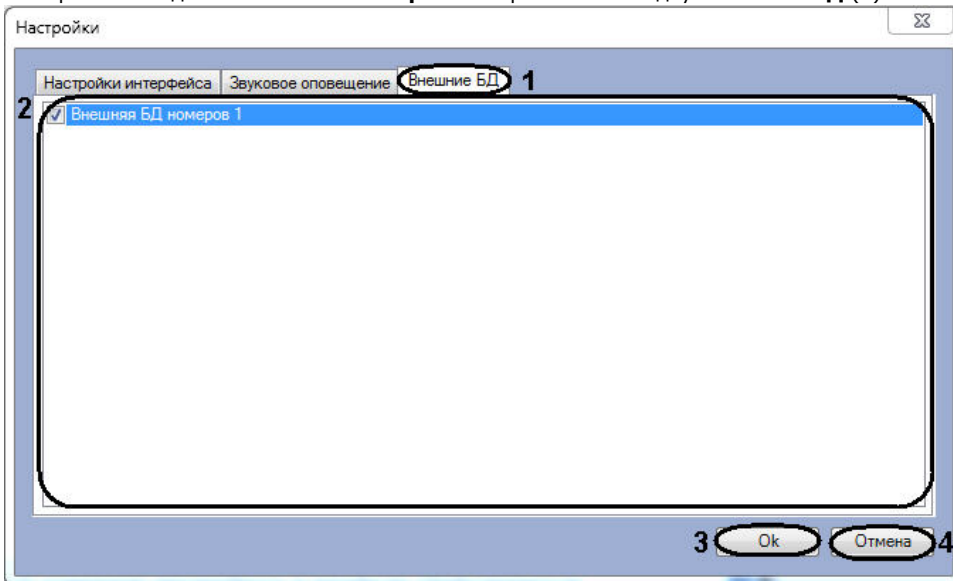 Настройки
Настройки интерфейса Звуковое оповещение Внешние БД 1
2
Внешняя БД номеров 1
3 Ok Отмена 4